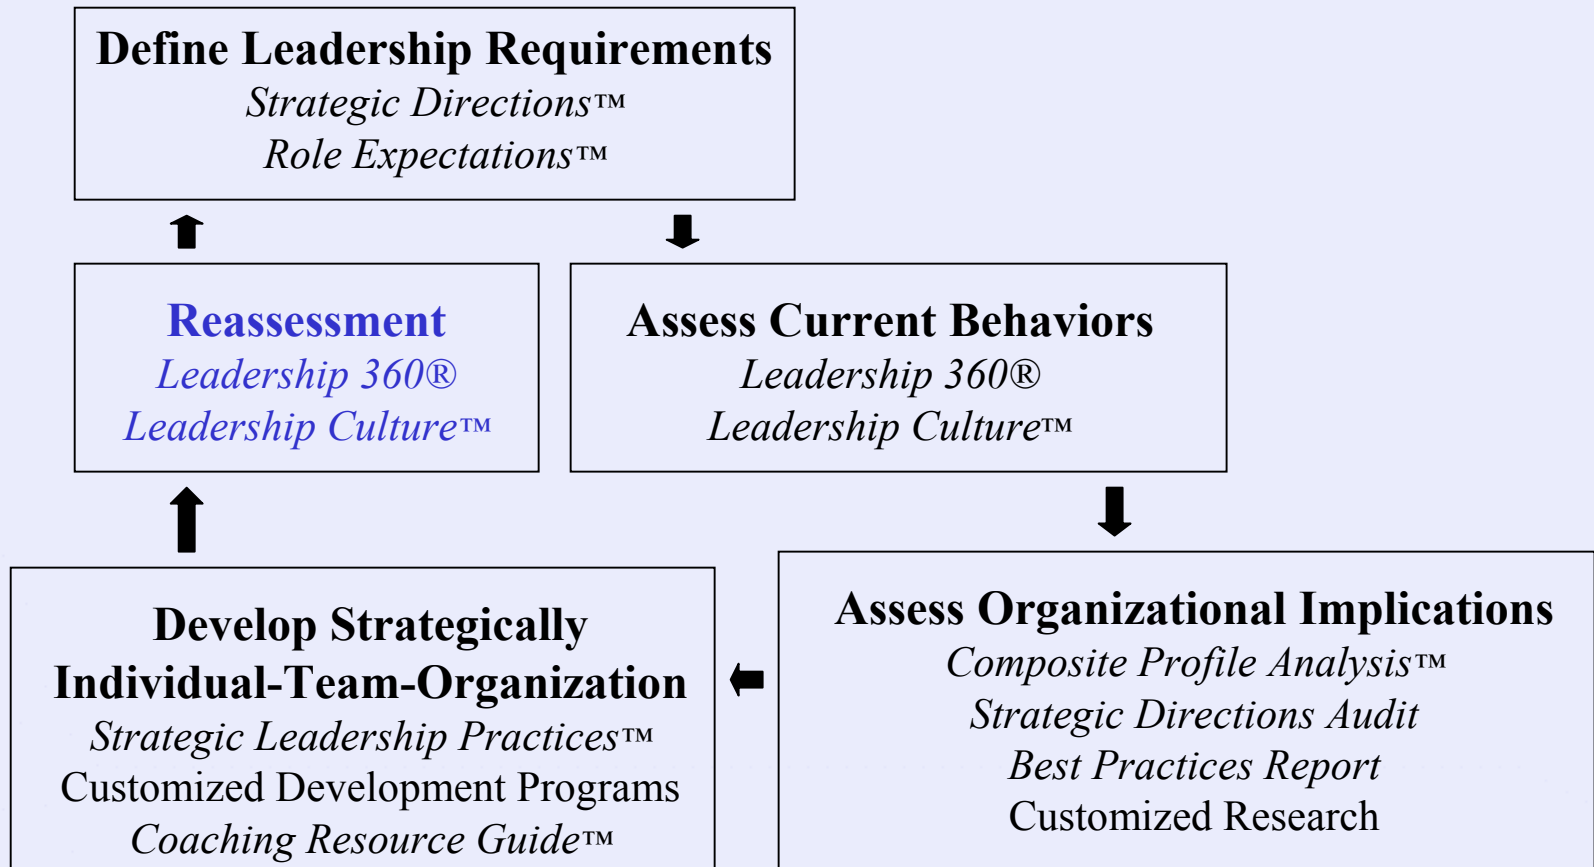 Define Leadership Requirements
Strategic Directions™
Role Expectations™
Reassessment
Leadership 360®
Leadership Culture™
Assess Current Behaviors
Leadership 360®
Leadership Culture™
Develop Strategically
Individual-Team-Organization
Strategic Leadership Practices™
Customized Development Programs
Coaching Resource Guide™
Assess Organizational Implications
Composite Profile Analysis™
Strategic Directions Audit
Best Practices Report
Customized Research